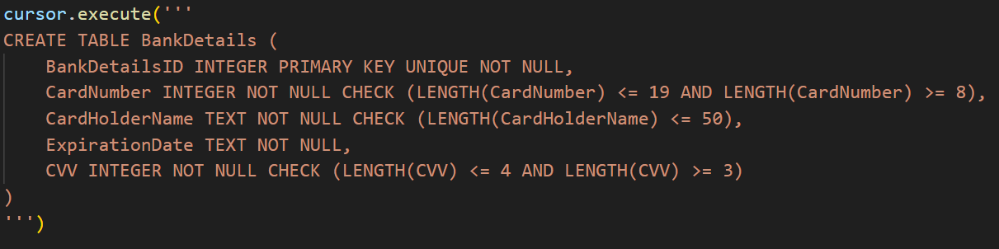 cursor.execute('''
CREATE TABLE BankDetails (
    BankDetailsID INTEGER PRIMARY KEY UNIQUE NOT NULL,
    CardNumber INTEGER NOT NULL CHECK (LENGTH(CardNumber) <= 19 AND LENGTH(CardNumber) >= 8),
    CardHolderName TEXT NOT NULL CHECK (LENGTH(CardHolderName) <= 50),
    ExpirationDate TEXT NOT NULL,
    CVV INTEGER NOT NULL CHECK (LENGTH(CVV) <= 4 AND LENGTH(CVV) >= 3)
)
''')